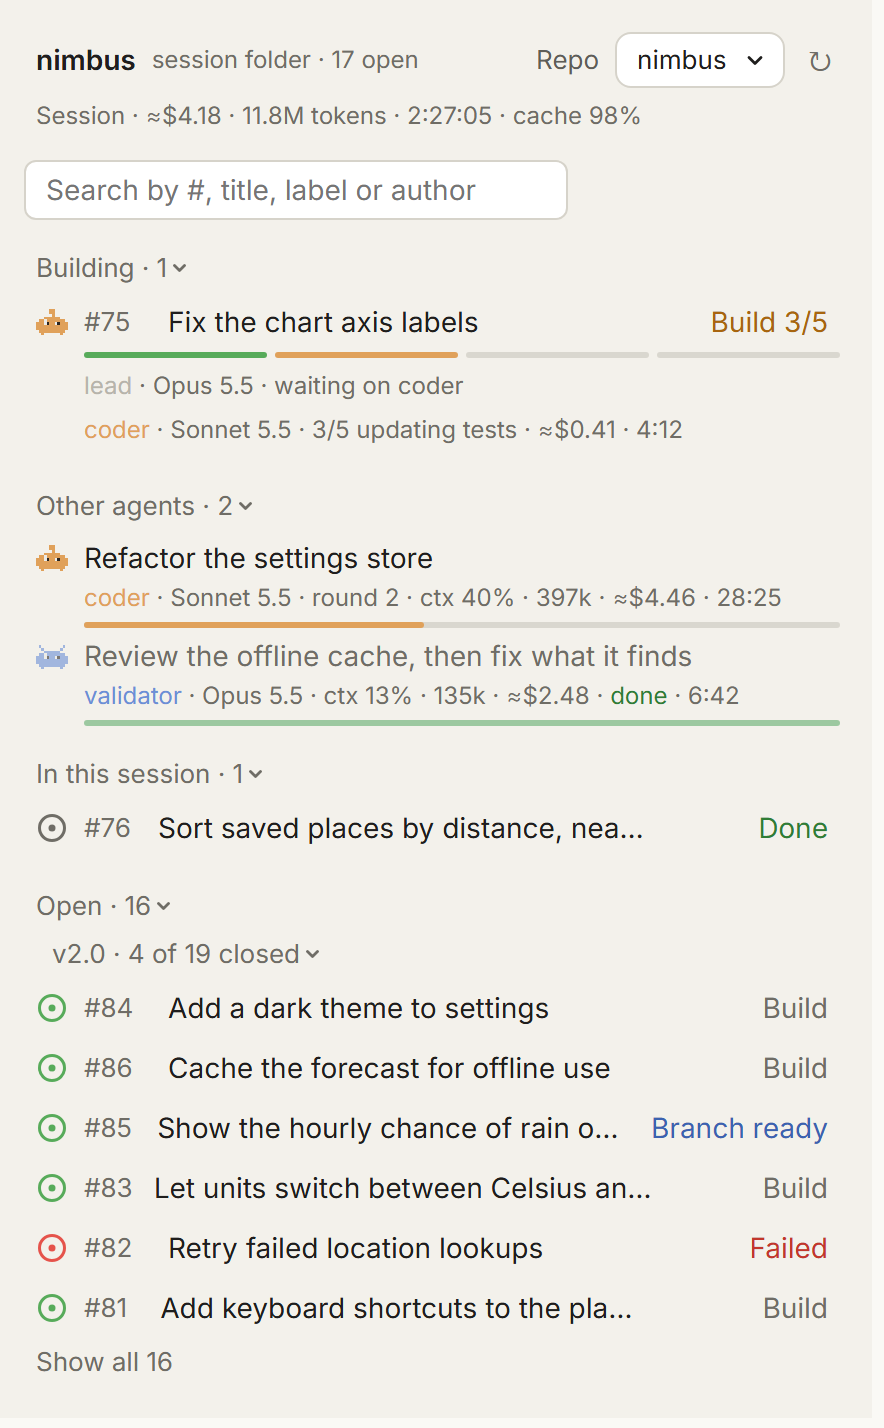 nimbus session folder · 17 open Repo nimbus
Session · ≈$4.18 · 11.8M tokens · 2:27:05 · cache 98%
Search by #, title, label or author
Building · 1
#75 Fix the chart axis labels Build 3/5
lead · Opus 5.5 · waiting on coder
coder · Sonnet 5.5 · 3/5 updating tests · ≈$0.41 · 4:12
Other agents · 2
Refactor the settings store
coder · Sonnet 5.5 · round 2 · ctx 40% · 397k · ≈$4.46 · 28:25
Review the offline cache, then fix what it finds
validator · Opus 5.5 · ctx 13% · 135k · ≈$2.48 · done · 6:42
In this session · 1
#76 Sort saved places by distance, nea... Done
Open · 16
v2.0 · 4 of 19 closed
#84 Add a dark theme to settings Build
#86 Cache the forecast for offline use Build
#85 Show the hourly chance of rain o... Branch ready
#83 Let units switch between Celsius an... Build
#82 Retry failed location lookups Failed
#81 Add keyboard shortcuts to the pla... Build
Show all 16